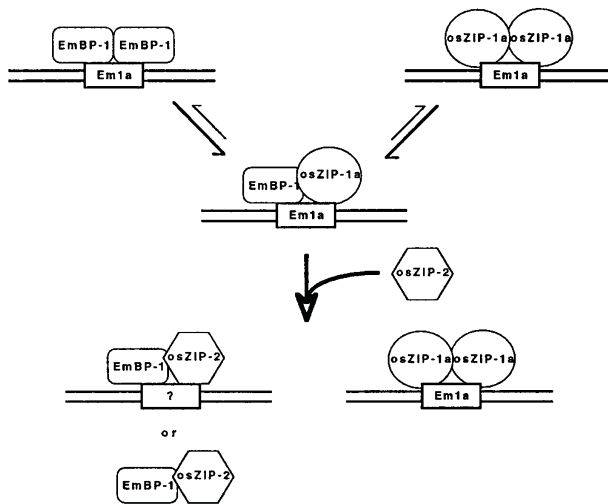 EmBP-1 EmBP-1
Em1a
osZIP-1a osZIP-1a
Em1a
EmBP-1 osZIP-1a
Em1a
osZIP-2
EmBP-1 osZIP-2
?
or
EmBP-1 osZIP-2
osZIP-1a osZIP-1a
Em1a